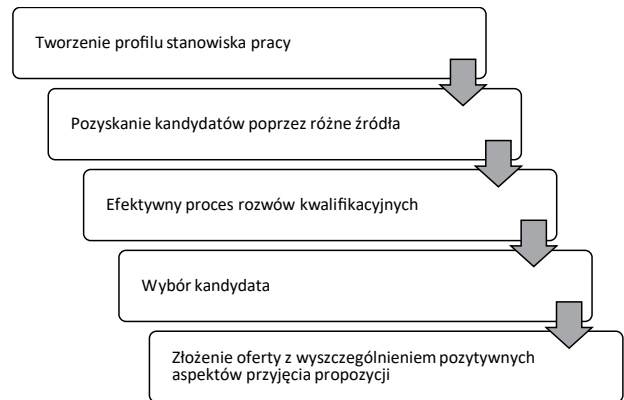 Tworzenie profilu stanowiska pracy
Pozyskanie kandydatów poprzez różne źródła
Efektywny proces rozwów kwalifikacyjnych
Wybór kandydata
Złożenie oferty z wyszczególnieniem pozytywnych
aspektów przyjęcia propozycji